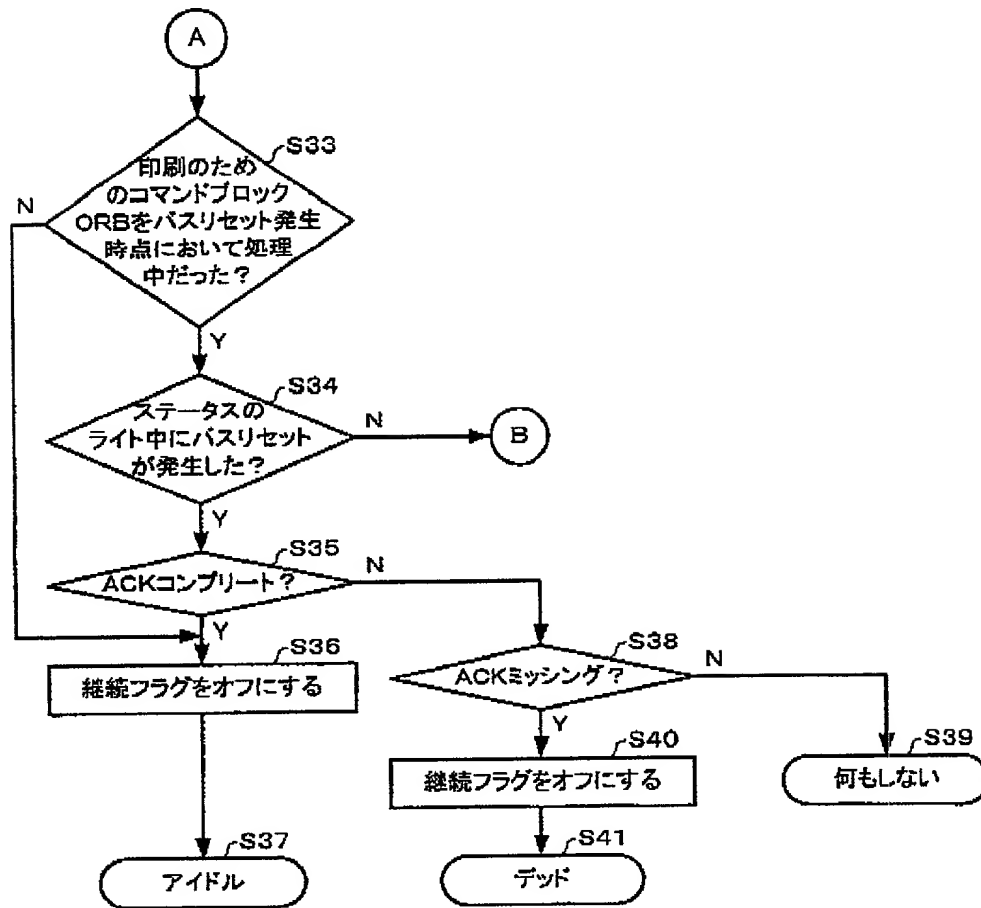 A
S33
印刷のため
のコマンドブロック
ORBをバスリセット発生
時点において処理
中だった？
N
Y
S34
ステータスの
ライト中にバスリセット
が発生した？
N
B
Y
S35
ACKコンプリート？
N
Y
S36
継続フラグをオフにする
S38
ACKミッシング？
N
Y
S39
何もしない
S40
継続フラグをオフにする
S37
アイドル
S41
デッド